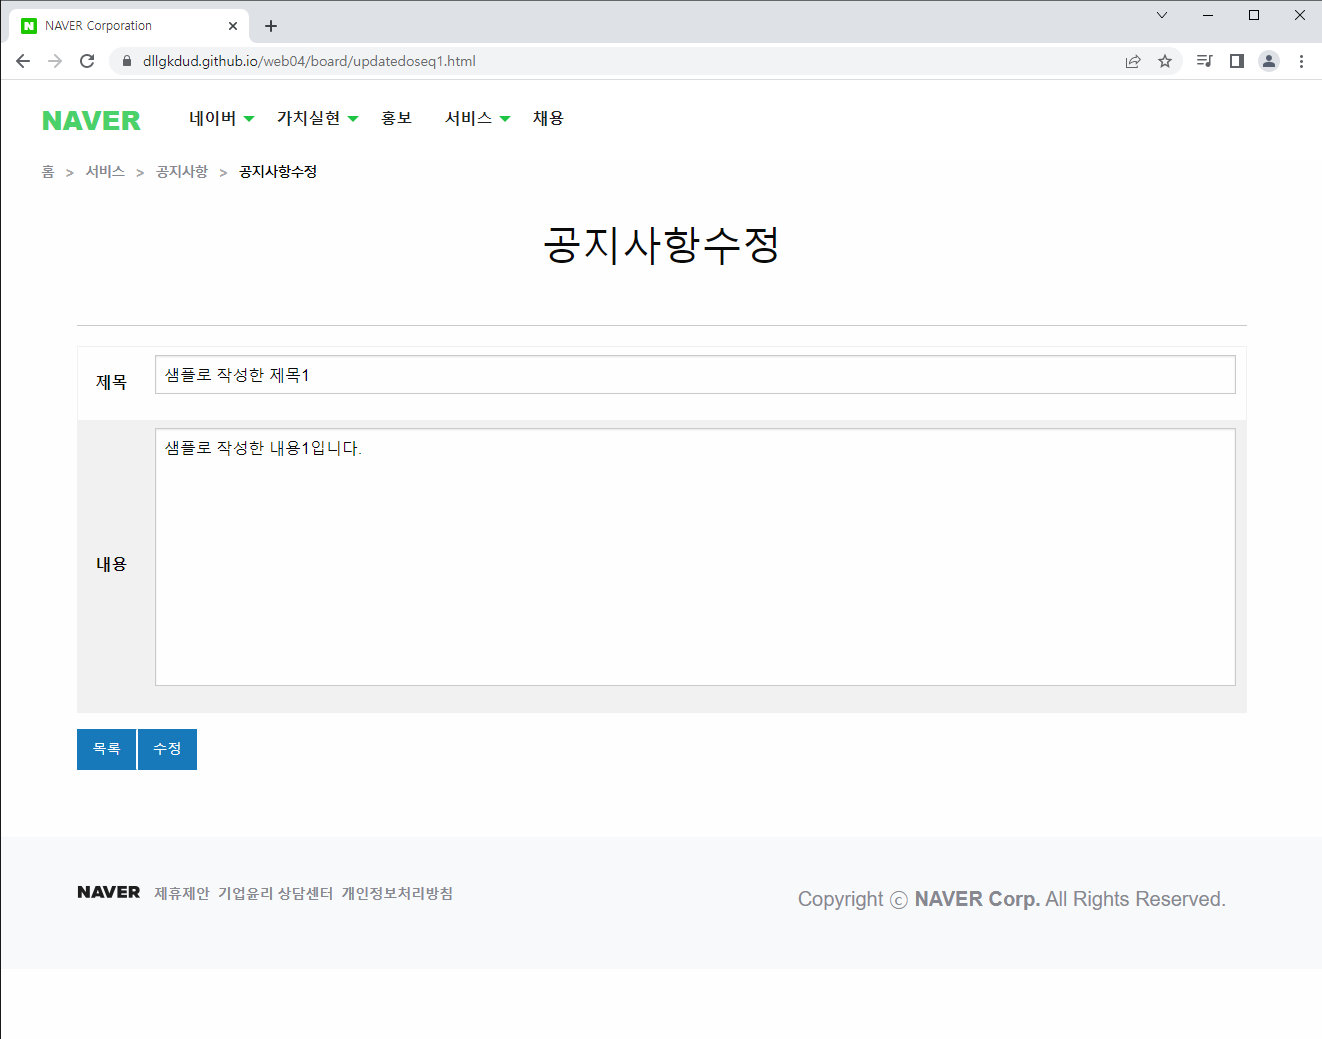 NAVER Corporation
dllgkdud.github.io/web04/board/updatedoseq1.html
NAVER 네이버 가치실현 홍보 서비스 채용
홈 > 서비스 > 공지사항 > 공지사항수정
공지사항수정
제목 샘플로 작성한 제목1
샘플로 작성한 내용1입니다.
내용
목록 수정
NAVER 제휴제안 기업윤리 상담센터 개인정보처리방침
Copyright ⓒ NAVER Corp. All Rights Reserved.